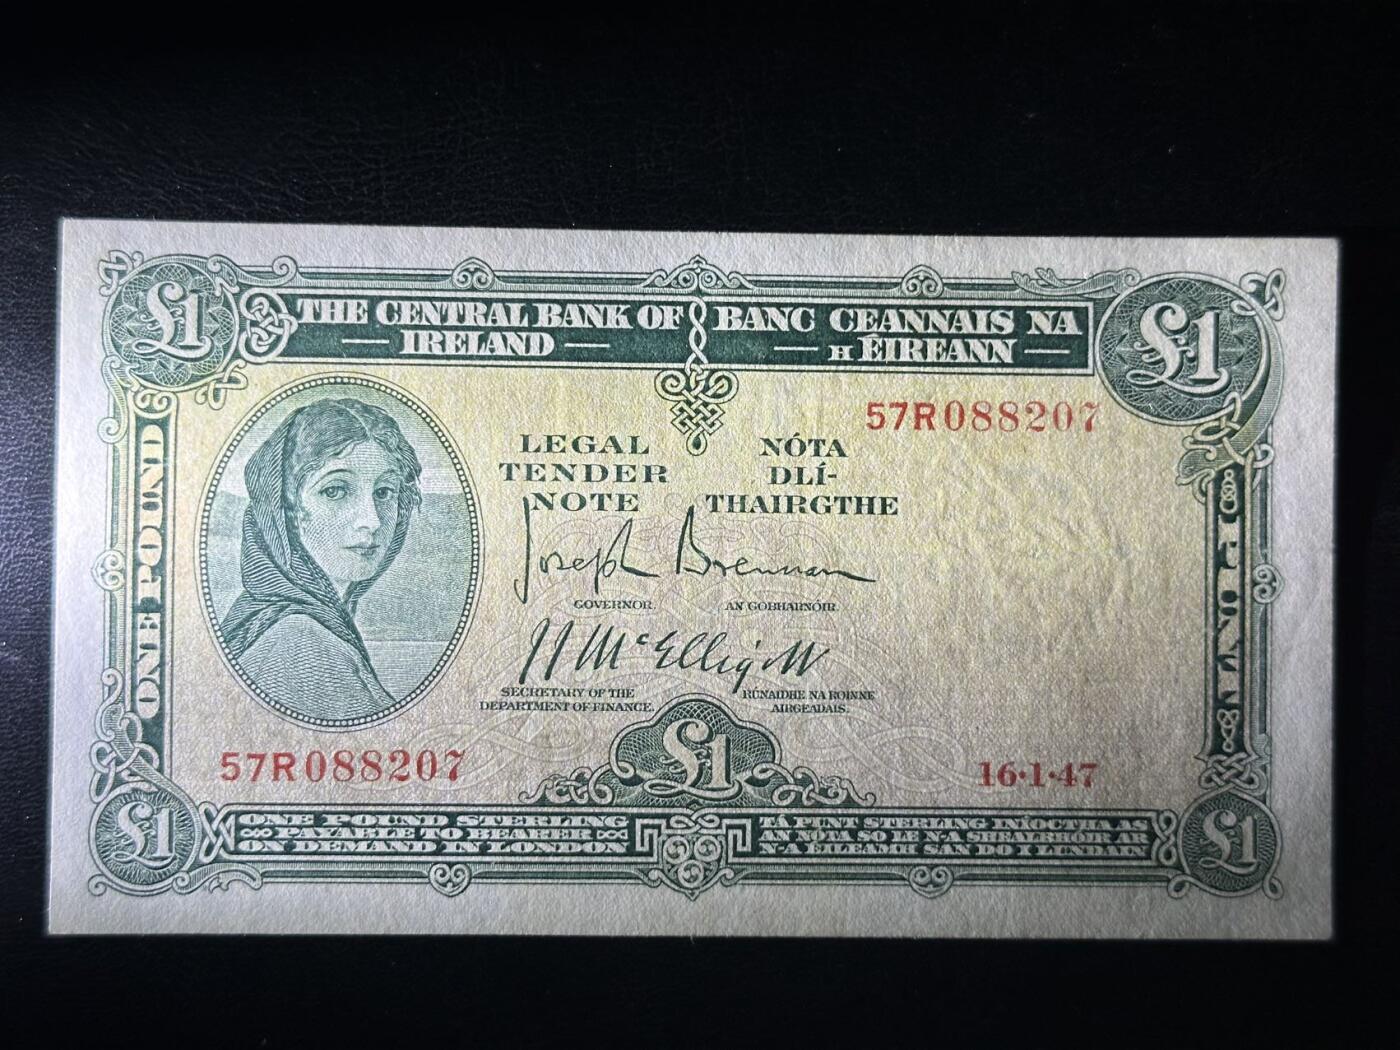 £1
THE CENTRAL BANK OF
IRELAND
BANC CEANNAIS NA
H ÉIREANN
£1
57R088207
LEGAL
TENDER
NOTE
NÓTA
DLÍ-
THAIRGTHE
ONE POUND
Joseph Brennan
GOVERNOR.
AN GOBHARNÓIR.
J J McElligott
SECRETARY OF THE
DEPARTMENT OF FINANCE.
RÚNAIDHE NA ROINNE
AIRGEADAIS.
57R088207
£1
16·1·47
£1
ONE POUND STERLING
PAYABLE TO BEARER
ON DEMAND IN LONDON
TÁ PUNT STERLING INÍOCTHA AS
AN NÓTA SO LE N-A SHEALBHÓIR AR
N-A ÉILEAMH SAN DO I LUNDAIN
£1